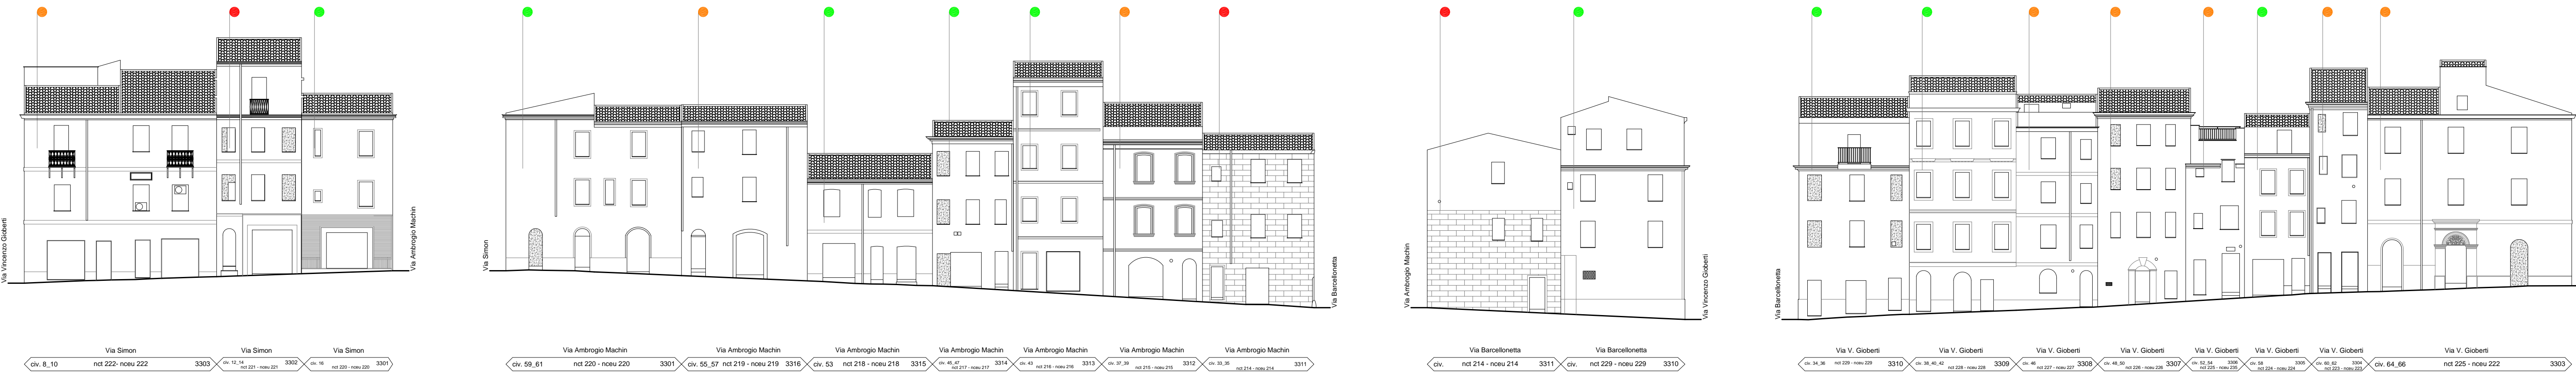 Via Vincenzo Gioberti
Via Ambrogio Machin
Via Simon
civ. 8_10 nct 222- nceu 222 3303
Via Simon
civ. 12_14 3302
nct 221 - nceu 221
Via Simon
civ. 16 3301
nct 220 - nceu 220
Via Simon
Via Barcellonetta
Via Ambrogio Machin
civ. 59_61 nct 220 - nceu 220 3301
Via Ambrogio Machin
civ. 55_57 nct 219 - nceu 219 3316
Via Ambrogio Machin
civ. 53 nct 218 - nceu 218 3315
Via Ambrogio Machin
civ. 45_47 3314
nct 217 - nceu 217
Via Ambrogio Machin
civ. 43 3313
nct 216 - nceu 216
Via Ambrogio Machin
civ. 37_39 3312
nct 215 - nceu 215
Via Ambrogio Machin
civ. 33_35 3311
nct 214 - nceu 214
Via Ambrogio Machin
Via Vincenzo Gioberti
Via Barcellonetta
civ. nct 214 - nceu 214 3311
Via Barcellonetta
civ. nct 229 - nceu 229 3310
Via Barcellonetta
Via V. Gioberti
civ. 34_36 nct 229 - nceu 229 3310
Via V. Gioberti
civ. 38_40_42 3309
nct 228 - nceu 228
Via V. Gioberti
civ. 46 3308
nct 227 - nceu 227
Via V. Gioberti
civ. 48_50 3307
nct 226 - nceu 226
Via V. Gioberti
civ. 52_54 3306
nct 225 - nceu 235
Via V. Gioberti
civ. 58 3305
nct 224 - nceu 224
Via V. Gioberti
civ. 60_62 3304
nct 223 - nceu 223
Via V. Gioberti
civ. 64_66 nct 225 - nceu 222 3303